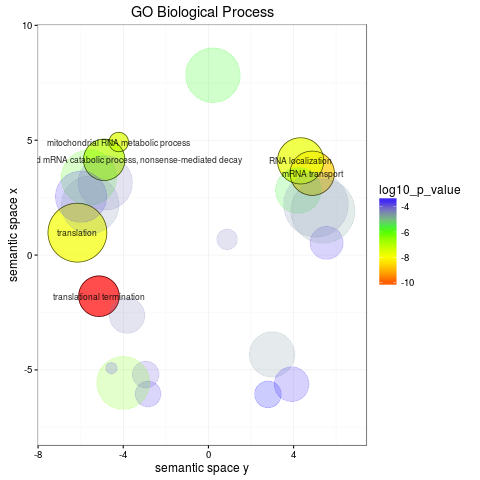 GO Biological Process
10
5
0
-5
semantic space x
mitochondrial RNA metabolic process
d mRNA catabolic process, nonsense-mediated decay
RNA localization
mRNA transport
translation
translational termination
-8
-4
0
4
semantic space y
log10_p_value
-4
-6
-8
-10